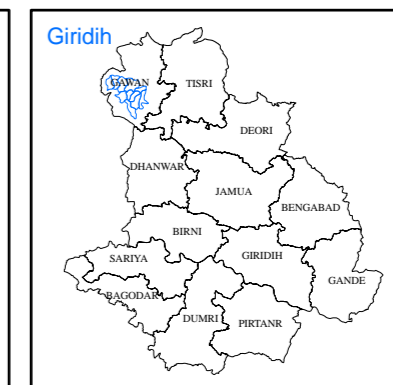 Giridih
GAWAN
TISRI
DEORI
DHANWAR
JAMUA
BENGABAD
BIRNI
SARIYA
GIRIDIH
GANDE
BAGODAR
DUMRI
PIRTANR